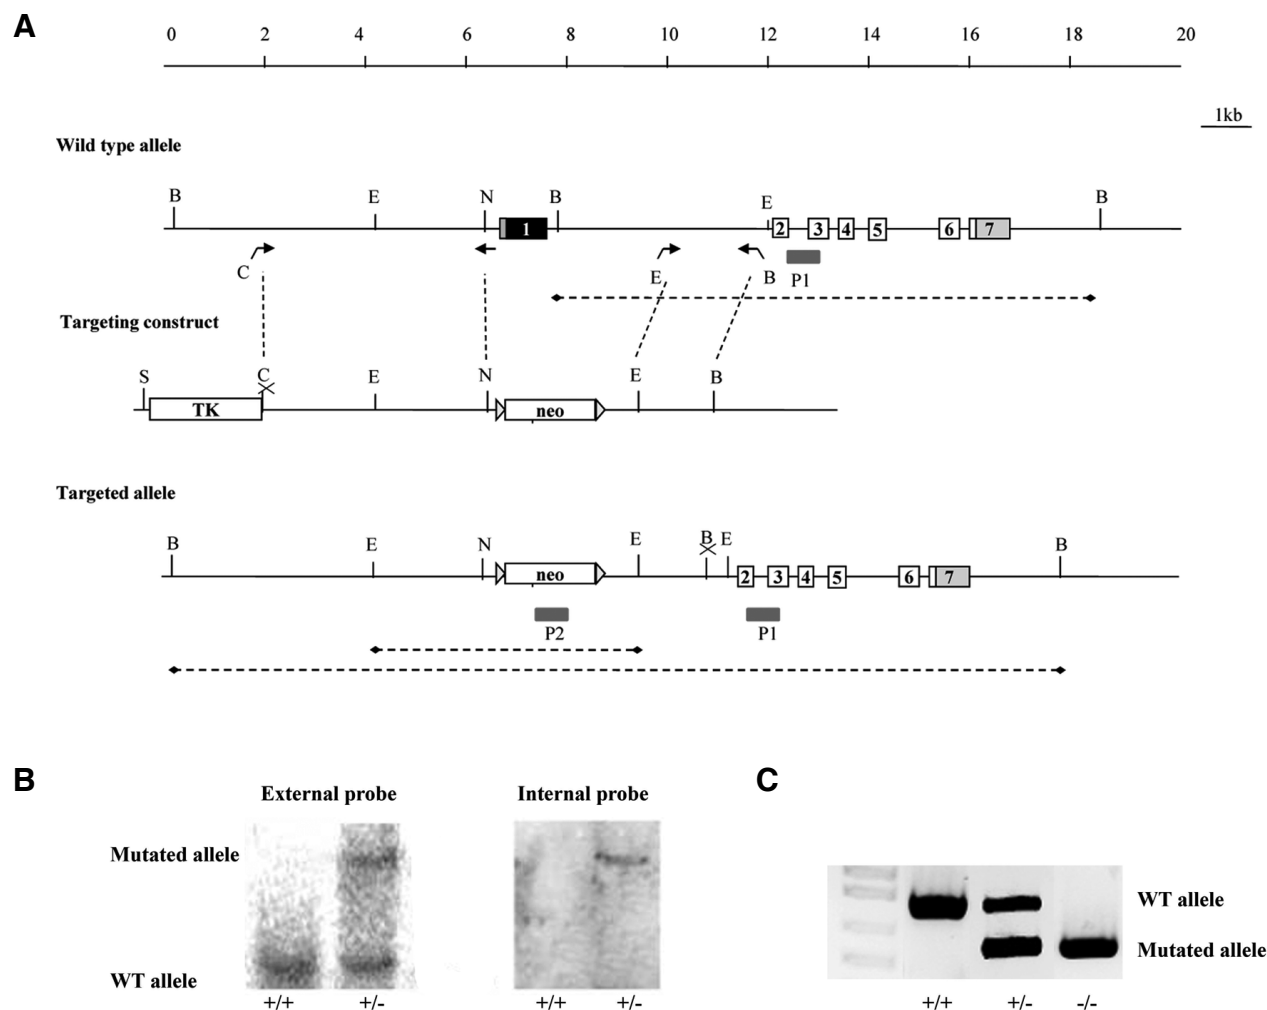 A
0 2 4 6 8 10 12 14 16 18 20
1kb
Wild type allele
B E N B E B
1 2 3 4 5 6 7
C E B P1
Targeting construct
S C E N E B
TK neo
Targeted allele
B E N E B E B
neo 2 3 4 5 6 7
P2 P1
B
External probe Internal probe
Mutated allele
WT allele
+/+ +/- +/+ +/-
C
WT allele
Mutated allele
+/+ +/- -/-